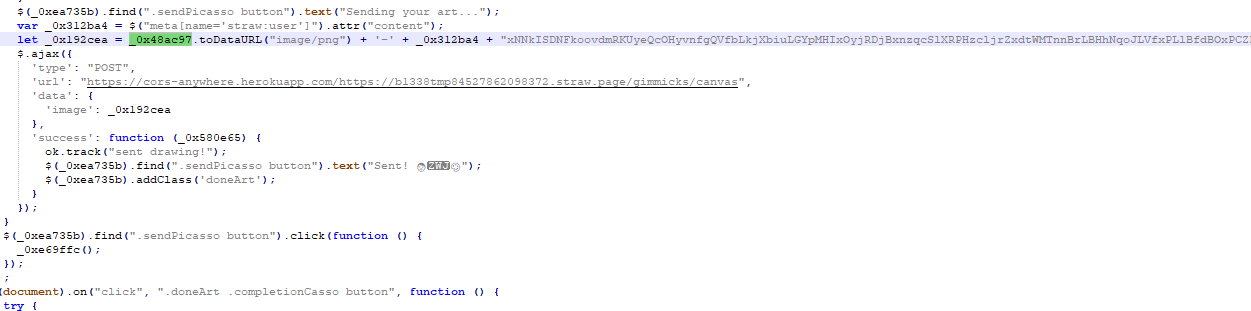 $(_0xea735b).find(".sendPicasso button").text("Sending your art...");
var _0x312ba4 = $("meta[name='straw:user']").attr("content");
let _0x192cea = _0x48ac97.toDataURL("image/png") + '-' + _0x312ba4 + "xNNkISDNFkoovdmRKUyeQcOHyvnfgQVfbLkjXbiuLGYpMHIxOyjRDjBxnzqcSlXRPHzcljrZxdtWMTnnBrLBHhNqoJLVfxPLlBfdBOxPCZ
$.ajax({
'type': "POST",
'url': "https://cors-anywhere.herokuapp.com/https://b1338tmp84527862098372.straw.page/gimmicks/canvas",
'data': {
'image': _0x192cea
},
'success': function (_0x580e65) {
ok.track("sent drawing!");
$(_0xea735b).find(".sendPicasso button").text("Sent! 🧑ZWJ🎨");
$(_0xea735b).addClass('doneArt');
}
});
}
$(_0xea735b).find(".sendPicasso button").click(function () {
_0xe69ffc();
});
;
(document).on("click", ".doneArt .completionCasso button", function () {
try {